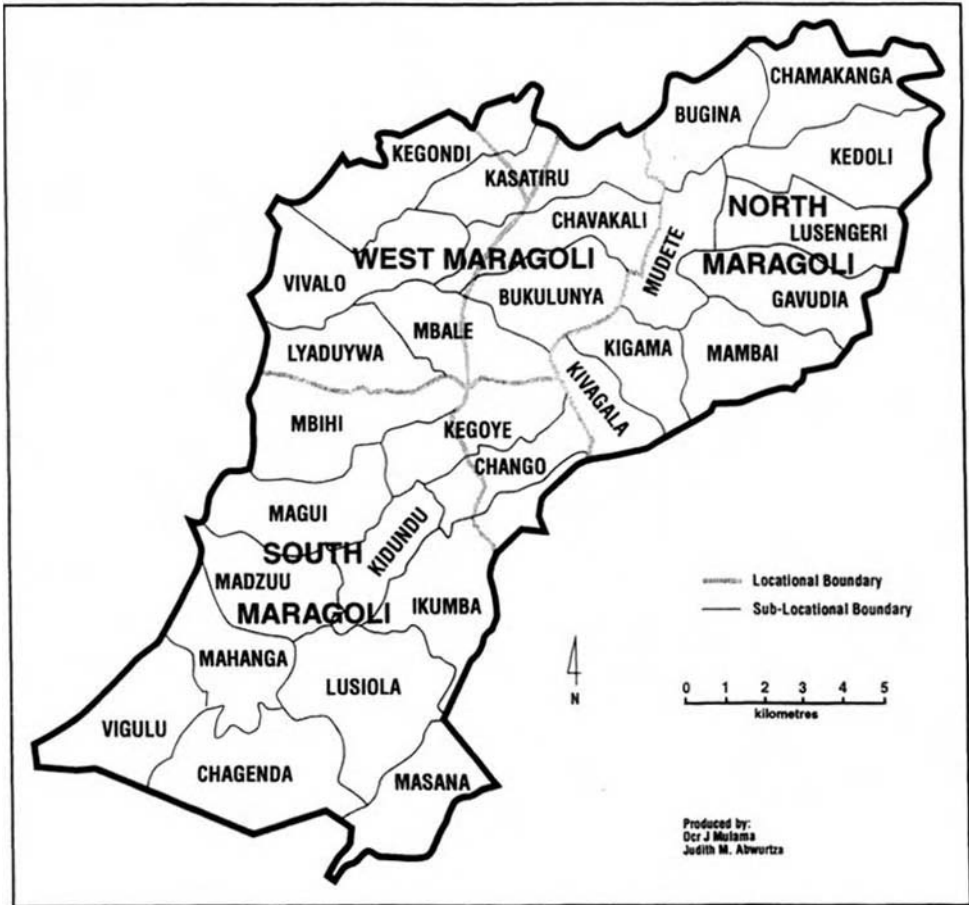 CHAMAKANGA
BUGINA
KEGONDI
KEDOLI
KASATIRU
NORTH
CHAVAKALI
LUSENGERI
WEST MARAGOLI
MUDETE
MARAGOLI
VIVALO
BUKULUNYA
GAVUDIA
MBALE
LYADUYWA
KIGAMA
MAMBAI
KIVAGALA
MBIHI
KEGOYE
CHANGO
MAGUI
KIDUNDU
SOUTH
MADZUU
IKUMBA
MARAGOLI
MAHANGA
LUSIOLA
VIGULU
CHAGENDA
MASANA
Locational Boundary
Sub-Locational Boundary
N
0 1 2 3 4 5
kilometres
Produced by:
Ocr J Mulama
Judith M. Abwurtza